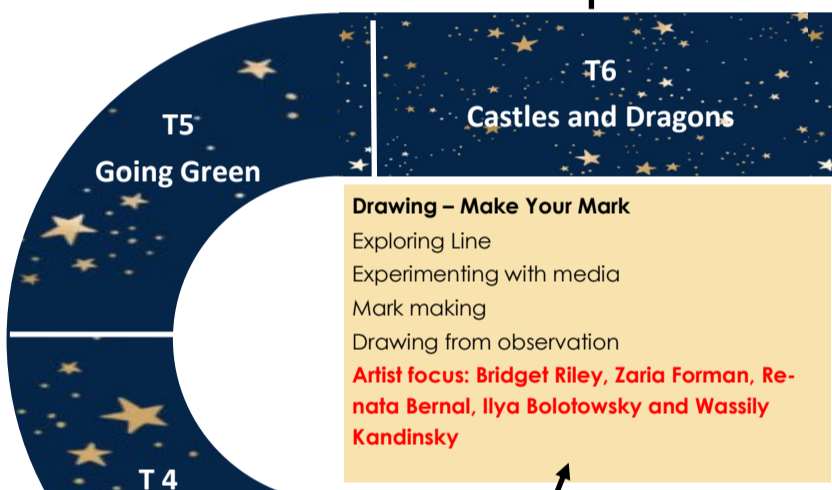 T6
Castles and Dragons
T5
Going Green
Drawing – Make Your Mark
Exploring Line
Experimenting with media
Mark making
Drawing from observation
Artist focus: Bridget Riley, Zaria Forman, Re-
nata Bernal, Ilya Bolotowsky and Wassily
Kandinsky
T 4